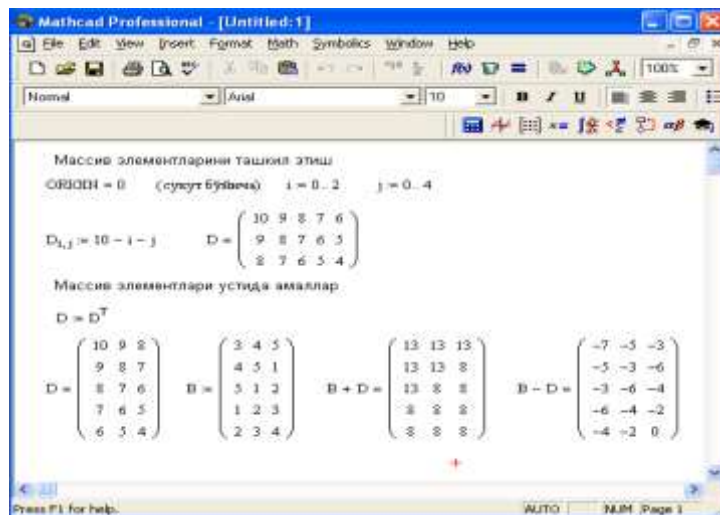 Mathcad Professional - [Untitled:1]
File Edit View Insert Format Math Symbolics Window Help
100%
Normal Arial 10 B I U
Массив элементларини ташкил этиш
ORIGIN = 0 (сукут бўйича) i := 0.. 2 j := 0.. 4
D i, j := 10 − i − j D = ( 10 9 8 7 6
9 8 7 6 5
8 7 6 5 4 )
Массив элементлари устида амаллар
D := D^T
D = ( 10 9 8 B := ( 3 4 5 B + D = ( 13 13 13 B − D = ( −7 −5 −3
9 8 7 4 5 1 13 13 8 −5 −3 −6
8 7 6 5 1 2 13 8 8 −3 −6 −4
7 6 5 1 2 3 8 8 8 −6 −4 −2
6 5 4 ) 2 3 4 ) 8 8 8 ) −4 −2 0 )
Press F1 for help. AUTO NUM Page 1